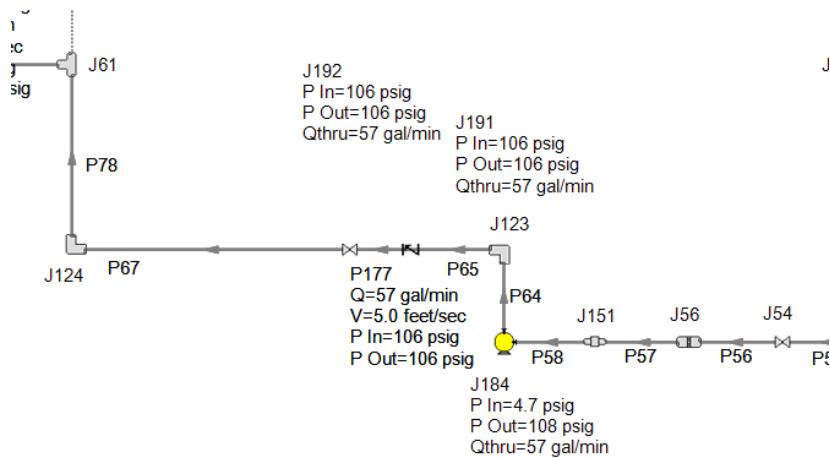 ec
sig
J61
J192
P In=106 psig
P Out=106 psig
Qthru=57 gal/min
J
J191
P In=106 psig
P Out=106 psig
Qthru=57 gal/min
P78
J123
J124
P67
P177
Q=57 gal/min
V=5.0 feet/sec
P In=106 psig
P Out=106 psig
P65
P64
J151
J56
J54
P58
P57
P56
P5
J184
P In=4.7 psig
P Out=108 psig
Qthru=57 gal/min